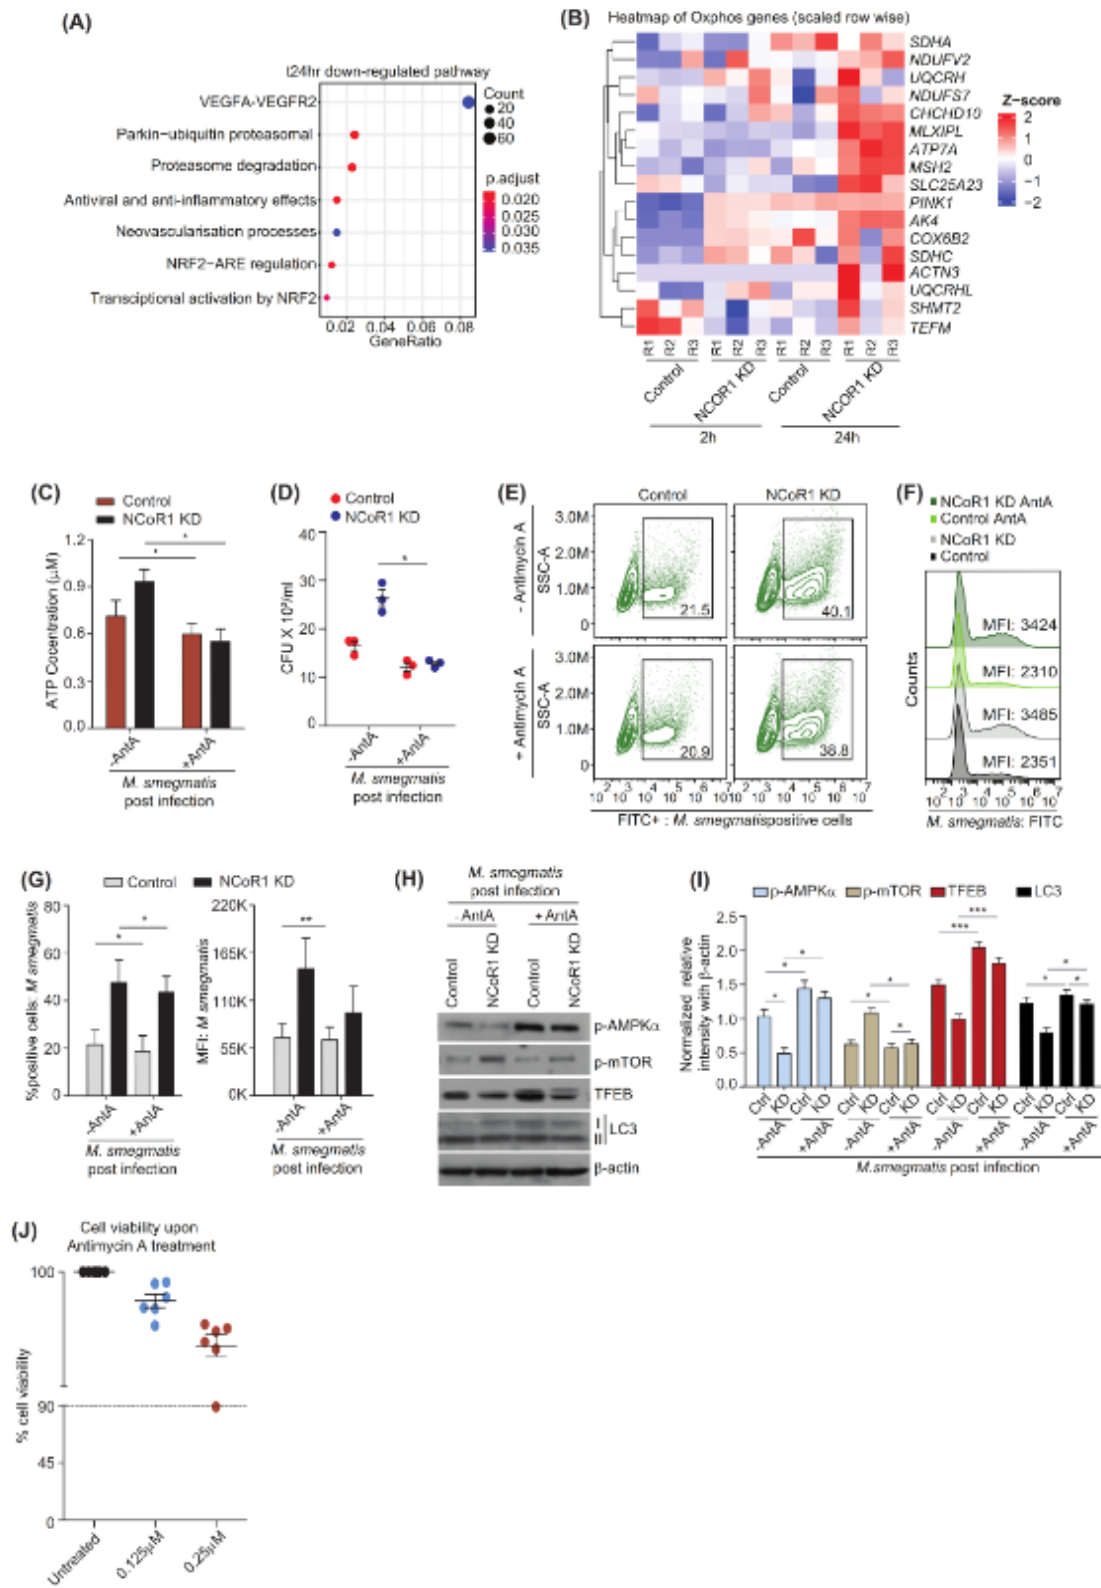 (A)
t24hr down-regulated pathway
VEGFA-VEGFR2
Parkin-ubiquitin proteasomal
Proteasome degradation
Antiviral and anti-inflammatory effects
Neovascularisation processes
NRF2-ARE regulation
Transciptional activation by NRF2
0.02 0.04 0.06 0.08
GeneRatio
Count
20
40
60
p.adjust
0.020
0.025
0.030
0.035
(B) Heatmap of Oxphos genes (scaled row wise)
SDHA
NDUFV2
UQCRH
NDUFS7
CHCHD10
MLXIPL
ATP7A
MSH2
SLC25A23
PINK1
AK4
COX6B2
SDHC
ACTN3
UQCRHL
SHMT2
TEFM
R1 R2 R3 R1 R2 R3 R1 R2 R3 R1 R2 R3
Control NCOR1 KD Control NCOR1 KD
2h 24h
Z-score
2
1
0
-1
-2
(C)
Control
NCoR1 KD
ATP Cocentration (µM)
1.2
0.9
0.6
0.3
0.0
* *
-AntA +AntA
M. smegmatis
post infection
(D)
Control
NCoR1 KD
40
30
20
10
0
*
-AntA +AntA
M. smegmatis
post infection
(E)
Control NCoR1 KD
- Antimycin A
SSC-A
3.0M
2.0M
1.0M
0
21.5 40.1
+ Antimycin A
SSC-A
3.0M
2.0M
1.0M
0
20.9 38.8
10² 10³ 10⁴ 10⁵ 10⁶ 10⁷ 10² 10³ 10⁴ 10⁵ 10⁶ 10⁷
FITC+ : M. smegmatispositive cells
(F)
NCoR1 KD AntA
Control AntA
NCoR1 KD
Control
Counts
MFI: 3424
MFI: 2310
MFI: 3485
MFI: 2351
M. smegmatis: FITC
(G)
Control NCoR1 KD
%positive cells: M smegmatis
80
60
40
20
0
* *
-AntA +AntA
M. smegmatis
post infection
MFI: M smegmatis
220K
165K
110K
55K
0K
**
-AntA +AntA
M. smegmatis
post infection
(H)
M. smegmatis
post infection
- AntA + AntA
Control NCoR1 KD Control NCoR1 KD
p-AMPKα
p-mTOR
TFEB
I
II LC3
β-actin
(I)
p-AMPKα p-mTOR TFEB LC3
Normalized relative
intensity with β-actin
2.5
2.0
1.5
1.0
0.5
0.0
Ctrl KD Ctrl KD Ctrl KD Ctrl KD Ctrl KD Ctrl KD Ctrl KD Ctrl KD
-AntA +AntA -AntA +AntA -AntA +AntA -AntA +AntA
M.smegmatis post infection
(J)
Cell viability upon
Antimycin A treatment
% cell viability
100
90
45
0
Untreated 0.125µM 0.25µM